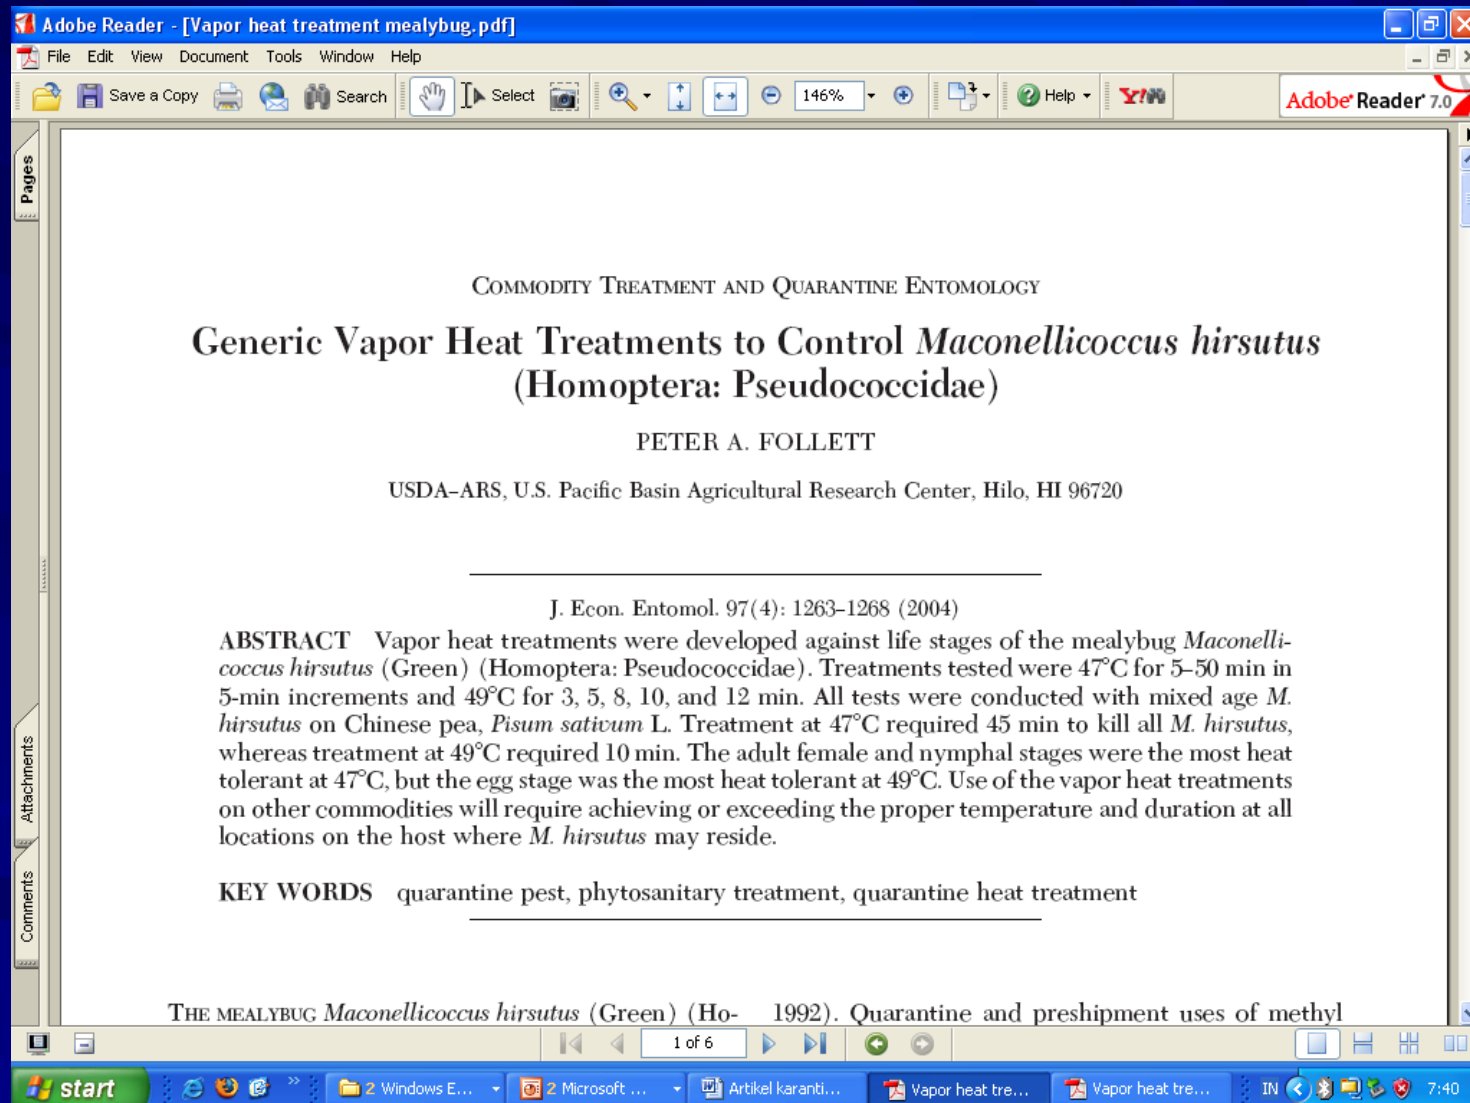 Adobe Reader - [Vapor heat treatment mealybug.pdf]
File Edit View Document Tools Window Help
Save a Copy Search Select 146% Help Y! Adobe Reader 7.0
Pages
Attachments
Comments
COMMODITY TREATMENT AND QUARANTINE ENTOMOLOGY
Generic Vapor Heat Treatments to Control Maconellicoccus hirsutus
(Homoptera: Pseudococcidae)
PETER A. FOLLETT
USDA–ARS, U.S. Pacific Basin Agricultural Research Center, Hilo, HI 96720
J. Econ. Entomol. 97(4): 1263–1268 (2004)
ABSTRACT Vapor heat treatments were developed against life stages of the mealybug Maconelli-
coccus hirsutus (Green) (Homoptera: Pseudococcidae). Treatments tested were 47°C for 5–50 min in
5-min increments and 49°C for 3, 5, 8, 10, and 12 min. All tests were conducted with mixed age M.
hirsutus on Chinese pea, Pisum sativum L. Treatment at 47°C required 45 min to kill all M. hirsutus,
whereas treatment at 49°C required 10 min. The adult female and nymphal stages were the most heat
tolerant at 47°C, but the egg stage was the most heat tolerant at 49°C. Use of the vapor heat treatments
on other commodities will require achieving or exceeding the proper temperature and duration at all
locations on the host where M. hirsutus may reside.
KEY WORDS quarantine pest, phytosanitary treatment, quarantine heat treatment
THE MEALYBUG Maconellicoccus hirsutus (Green) (Ho-
1992). Quarantine and preshipment uses of methyl
1 of 6
start 2 Windows E... 2 Microsoft ... Artikel karanti... Vapor heat tre... Vapor heat tre... IN 7:40